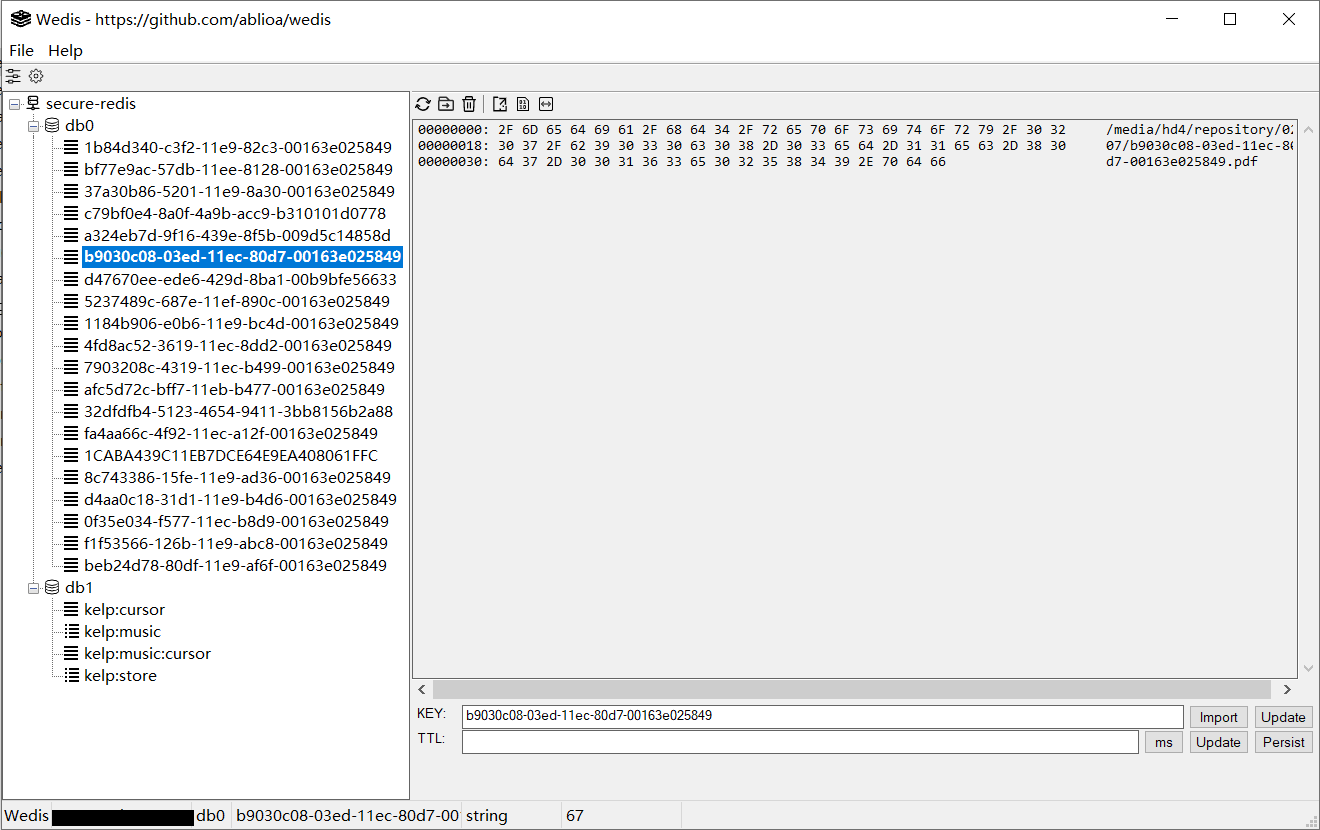 Wedis - https://github.com/ablioa/wedis
File Help
secure-redis
db0
1b84d340-c3f2-11e9-82c3-00163e025849
bf77e9ac-57db-11ee-8128-00163e025849
37a30b86-5201-11e9-8a30-00163e025849
c79bf0e4-8a0f-4a9b-acc9-b310101d0778
a324eb7d-9f16-439e-8f5b-009d5c14858d
b9030c08-03ed-11ec-80d7-00163e025849
d47670ee-ede6-429d-8ba1-00b9bfe56633
5237489c-687e-11ef-890c-00163e025849
1184b906-e0b6-11e9-bc4d-00163e025849
4fd8ac52-3619-11ec-8dd2-00163e025849
7903208c-4319-11ec-b499-00163e025849
afc5d72c-bff7-11eb-b477-00163e025849
32dfdfb4-5123-4654-9411-3bb8156b2a88
fa4aa66c-4f92-11ec-a12f-00163e025849
1CABA439C11EB7DCE64E9EA408061FFC
8c743386-15fe-11e9-ad36-00163e025849
d4aa0c18-31d1-11e9-b4d6-00163e025849
0f35e034-f577-11ec-b8d9-00163e025849
f1f53566-126b-11e9-abc8-00163e025849
beb24d78-80df-11e9-af6f-00163e025849
db1
kelp:cursor
kelp:music
kelp:music:cursor
kelp:store
00000000: 2F 6D 65 64 69 61 2F 68 64 34 2F 72 65 70 6F 73 69 74 6F 72 79 2F 30 32 /media/hd4/repository/02
00000018: 30 37 2F 62 39 30 33 30 63 30 38 2D 30 33 65 64 2D 31 31 65 63 2D 38 30 07/b9030c08-03ed-11ec-80
00000030: 64 37 2D 30 30 31 36 33 65 30 32 35 38 34 39 2E 70 64 66 d7-00163e025849.pdf
KEY: b9030c08-03ed-11ec-80d7-00163e025849 Import Update
TTL: ms Update Persist
Wedis db0 b9030c08-03ed-11ec-80d7-00 string 67